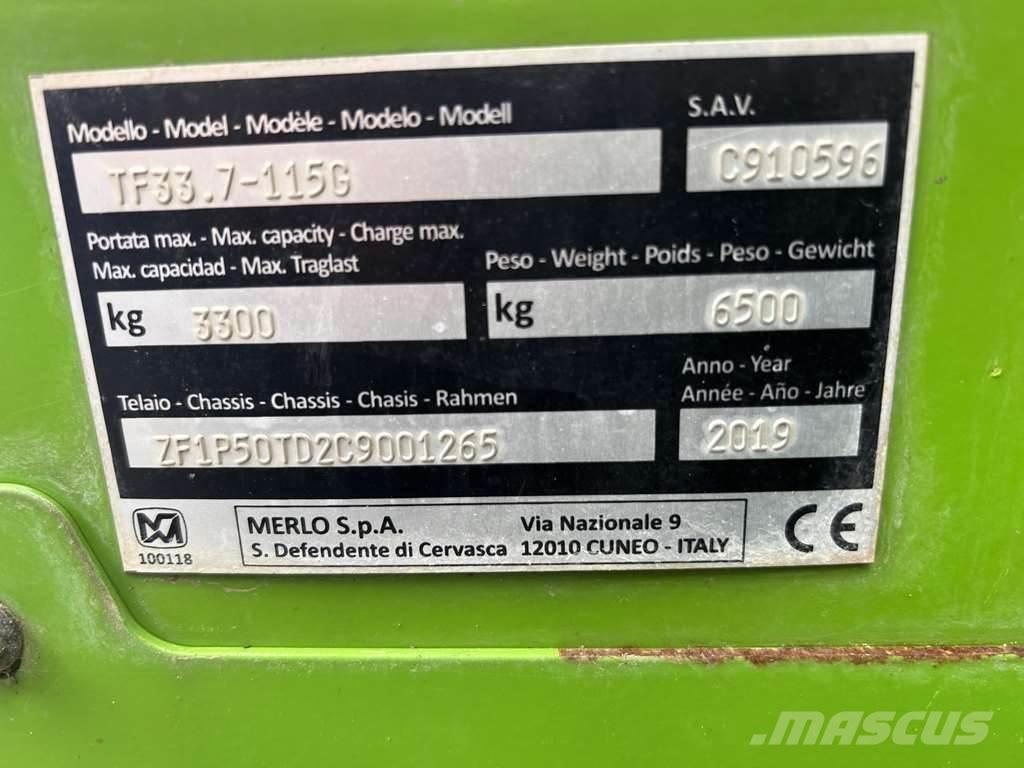 Modello - Model - Modèle - Modelo - Modell
S.A.V.
TF33.7-115G
C910596
Portata max. - Max. capacity - Charge max.
Max. capacidad - Max. Traglast
Peso - Weight - Poids - Peso - Gewicht
kg 3300
kg 6500
Telaio - Chassis - Chassis - Chasis - Rahmen
Anno - Year
Année - Año - Jahre
ZF1P50TD2C9001265
2019
100118
MERLO S.p.A. Via Nazionale 9
S. Defendente di Cervasca 12010 CUNEO - ITALY
CE
MASCUS